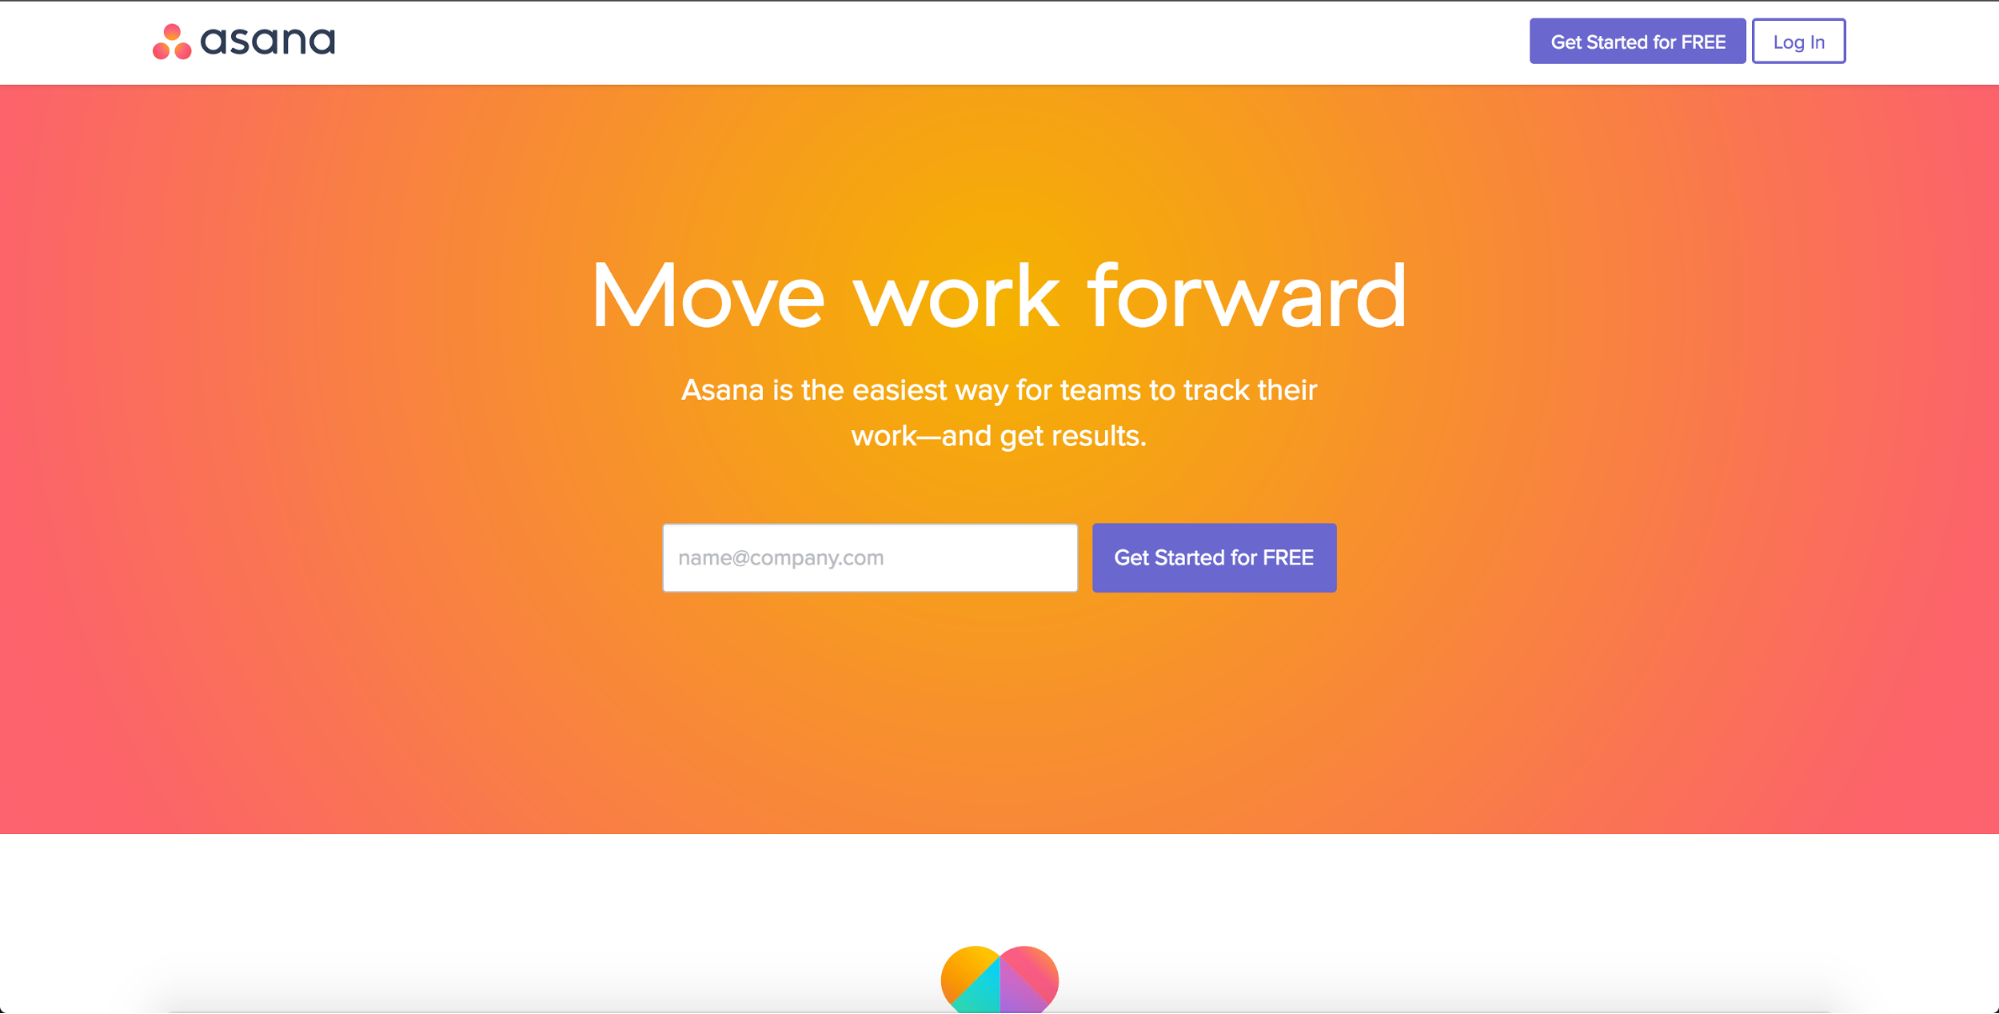 asana
Get Started for FREE
Log In
Move work forward
Asana is the easiest way for teams to track their
work—and get results.
name@company.com
Get Started for FREE